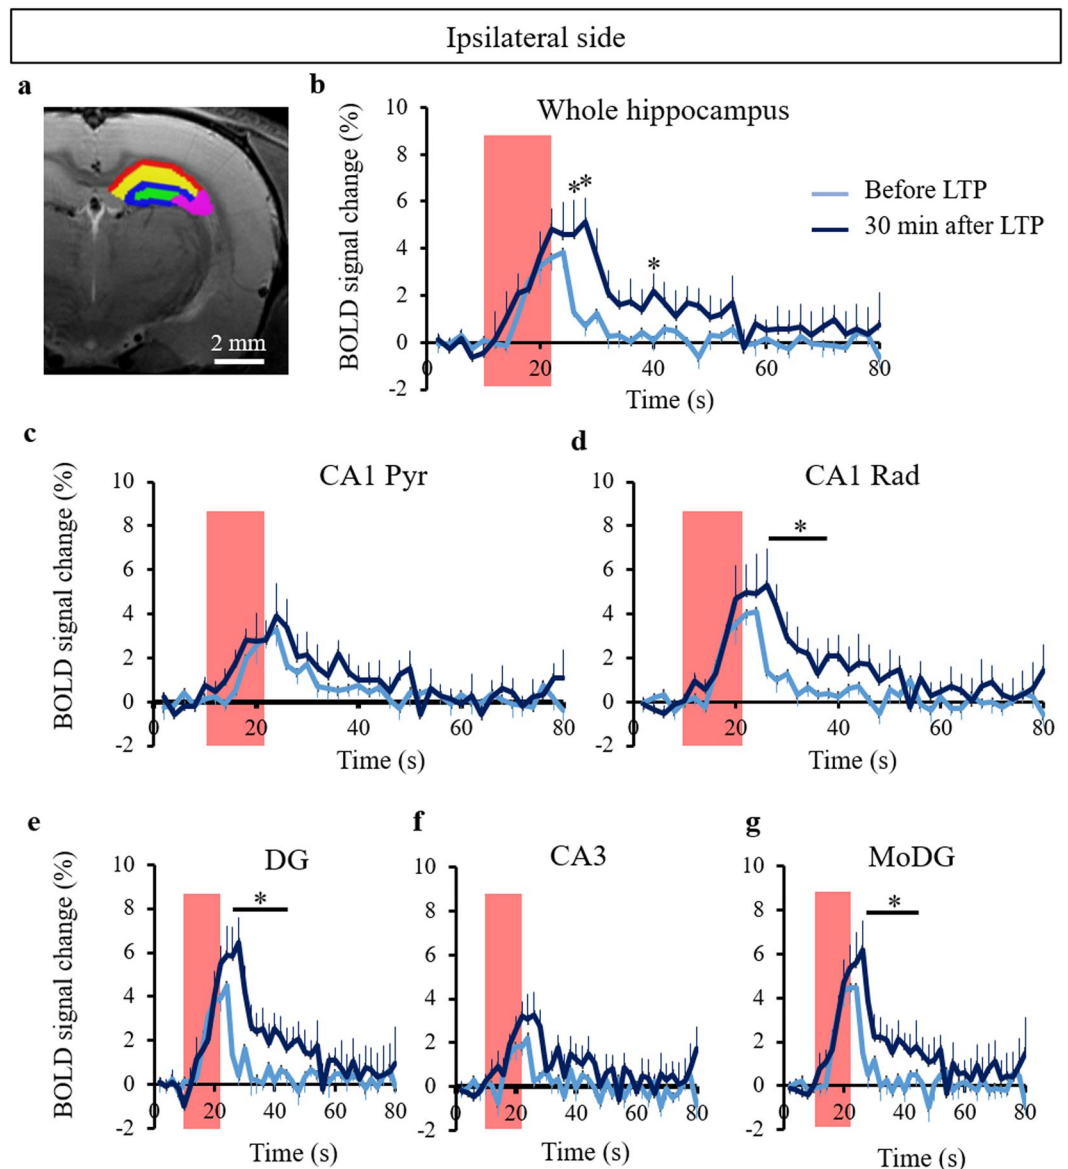 Ipsilateral side
a
2 mm
b
Whole hippocampus
BOLD signal change (%)
10
8
6
4
2
0
-2
**
*
Before LTP
30 min after LTP
0 20 40 60 80
Time (s)
c
CA1 Pyr
BOLD signal change (%)
10
8
6
4
2
0
-2
0 20 40 60 80
Time (s)
d
CA1 Rad
*
10
8
6
4
2
0
-2
0 20 40 60 80
Time (s)
e
DG
*
BOLD signal change (%)
10
8
6
4
2
0
-2
0 20 40 60 80
Time (s)
f
CA3
10
8
6
4
2
0
-2
0 20 40 60 80
Time (s)
g
MoDG
*
10
8
6
4
2
0
-2
0 20 40 60 80
Time (s)